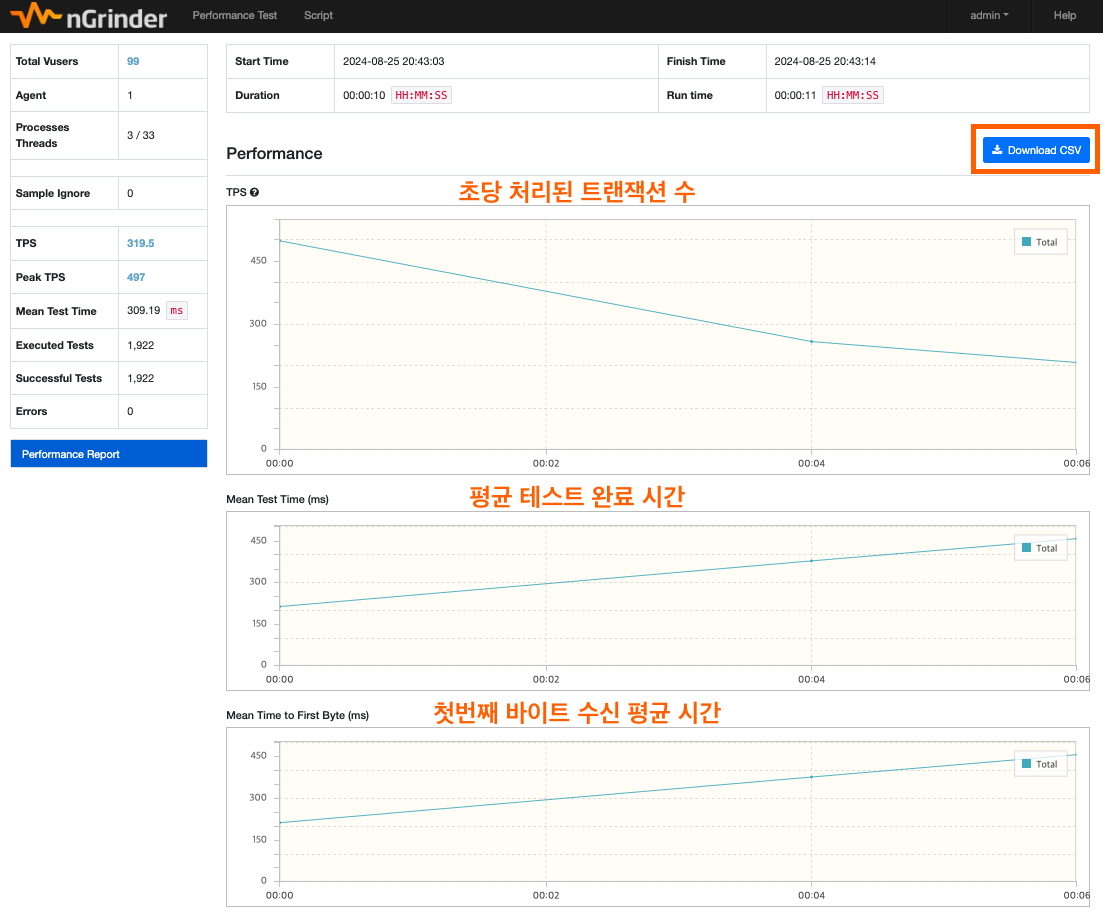 nGrinder Performance Test Script admin Help
Total Vusers 99
Agent 1
Processes
Threads
3 / 33
Sample Ignore 0
TPS 319.5
Peak TPS 497
Mean Test Time 309.19 ms
Executed Tests 1,922
Successful Tests 1,922
Errors 0
Performance Report
Start Time 2024-08-25 20:43:03 Finish Time 2024-08-25 20:43:14
Duration 00:00:10 HH:MM:SS Run time 00:00:11 HH:MM:SS
Performance
Download CSV
TPS ?
초당 처리된 트랜잭션 수
Total
450
300
150
0
00:00 00:02 00:04 00:06
Mean Test Time (ms)
평균 테스트 완료 시간
Total
450
300
150
0
00:00 00:02 00:04 00:06
Mean Time to First Byte (ms)
첫번째 바이트 수신 평균 시간
Total
450
300
150
0
00:00 00:02 00:04 00:06